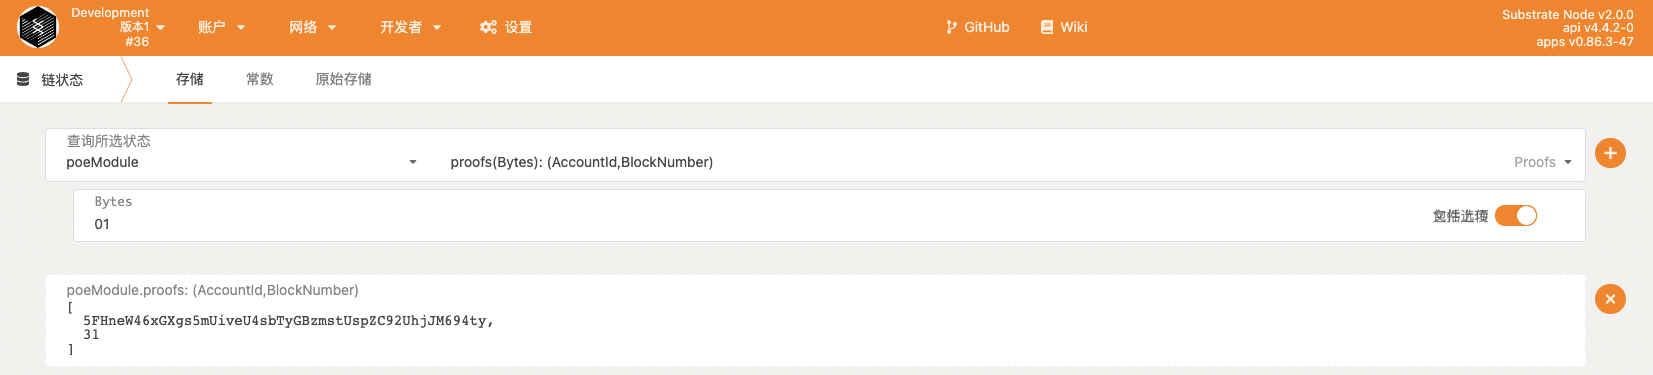 Development
版本1
#36
账户
网络
开发者
设置
GitHub
Wiki
Substrate Node v2.0.0
api v4.4.2-0
apps v0.86.3-47
链状态
存储
常数
原始存储
查询所选状态
poeModule
proofs(Bytes): (AccountId,BlockNumber)
Proofs
Bytes
01
poeModule.proofs: (AccountId,BlockNumber)
[
5FHneW46xGXgs5mUiveU4sbTyGBzmstUspZC92UhjJM694ty,
31
]